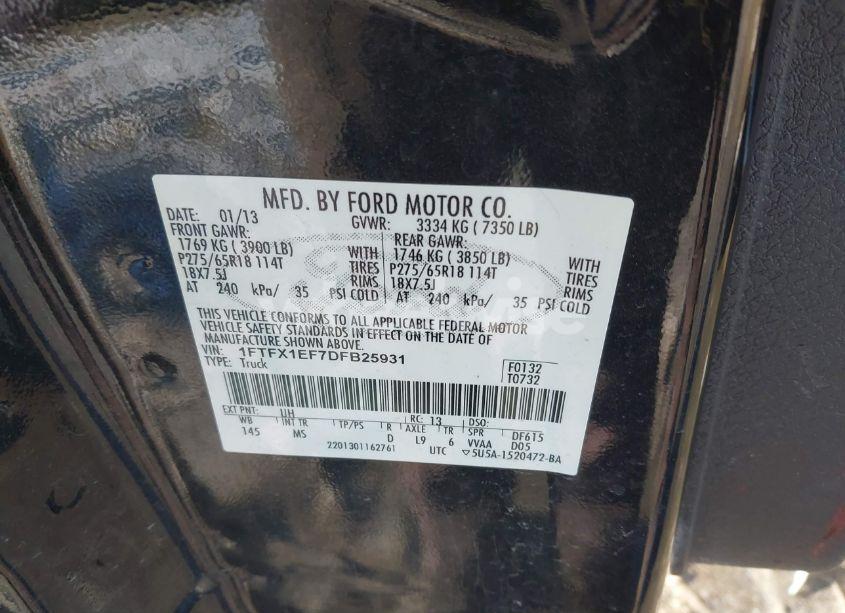 MFD. BY FORD MOTOR CO.
DATE: 01/13 GVWR: 3334 KG ( 7350 LB)
FRONT GAWR: REAR GAWR:
1769 KG ( 3900 LB) WITH 1746 KG ( 3850 LB) WITH
P275/65R18 114T TIRES P275/65R18 114T TIRES
18X7.5J RIMS 18X7.5J RIMS
AT 240 kPa/ 35 PSI COLD AT 240 kPa/ 35 PSI COLD
THIS VEHICLE CONFORMS TO ALL APPLICABLE FEDERAL MOTOR
VEHICLE SAFETY STANDARDS IN EFFECT ON THE DATE OF
MANUFACTURE SHOWN ABOVE.
VIN: 1FTFX1EF7DFB25931
TYPE: Truck
F0132
T0732
EXT PNT: UH RC: 13 DSO:
WB INT TR TP/PS R AXLE TR SPR DF615
145 MS D L9 6 VVAA D05
2201301162761 UTC ▽5U5A-1520472-BA